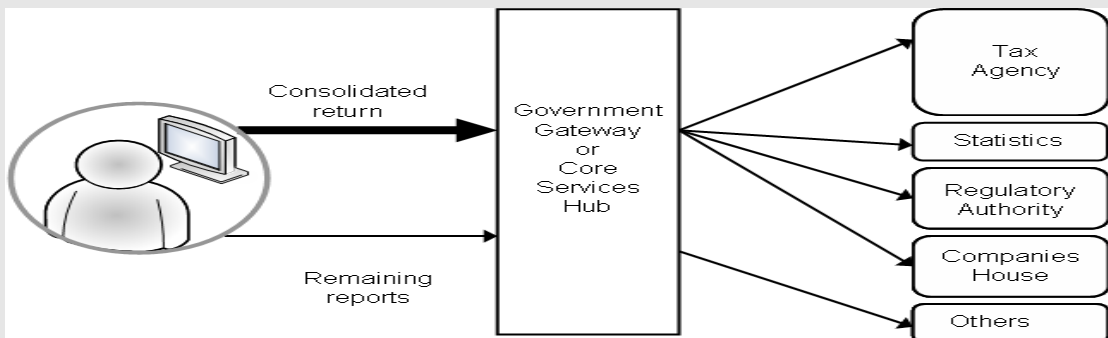 Consolidated
return
Remaining
reports
Government
Gateway
or
Core
Services
Hub
Tax
Agency
Statistics
Regulatory
Authority
Companies
House
Others